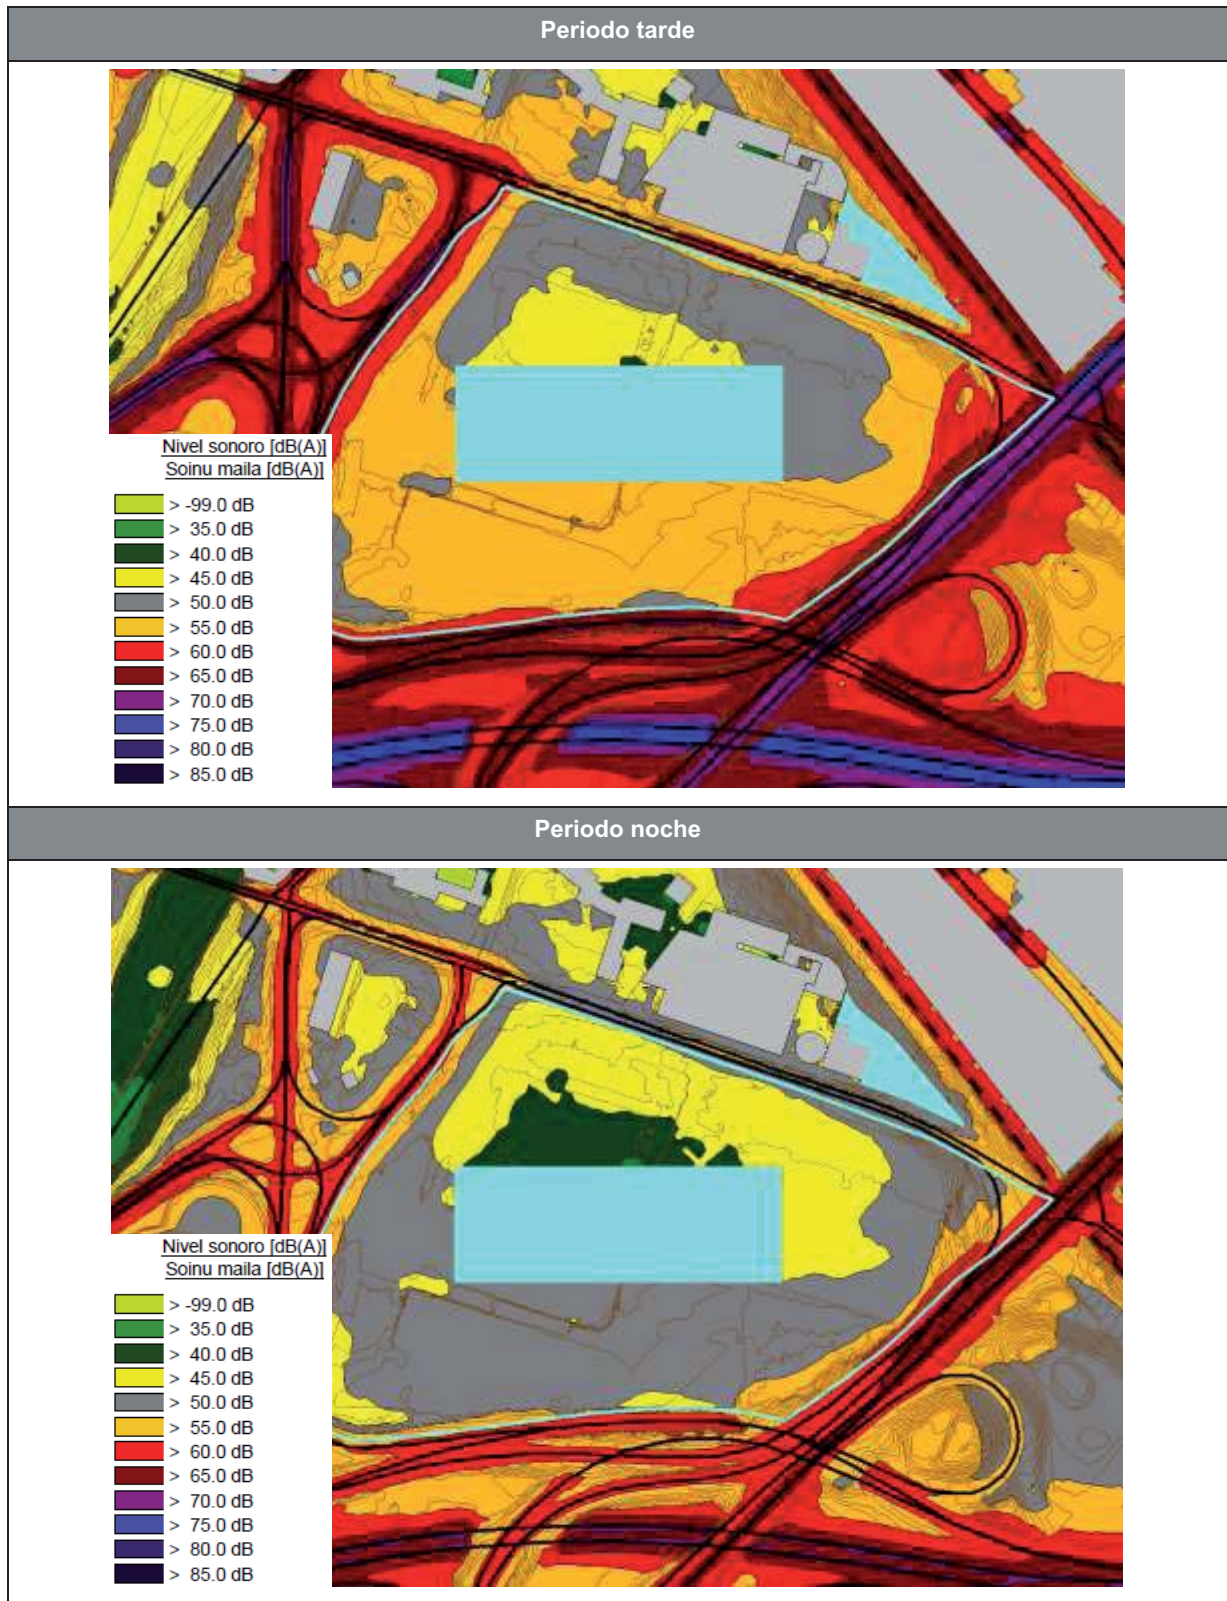 Periodo tarde
Nivel sonoro [dB(A)]
Soinu maila [dB(A)]
> -99.0 dB
> 35.0 dB
> 40.0 dB
> 45.0 dB
> 50.0 dB
> 55.0 dB
> 60.0 dB
> 65.0 dB
> 70.0 dB
> 75.0 dB
> 80.0 dB
> 85.0 dB
Periodo noche
Nivel sonoro [dB(A)]
Soinu maila [dB(A)]
> -99.0 dB
> 35.0 dB
> 40.0 dB
> 45.0 dB
> 50.0 dB
> 55.0 dB
> 60.0 dB
> 65.0 dB
> 70.0 dB
> 75.0 dB
> 80.0 dB
> 85.0 dB